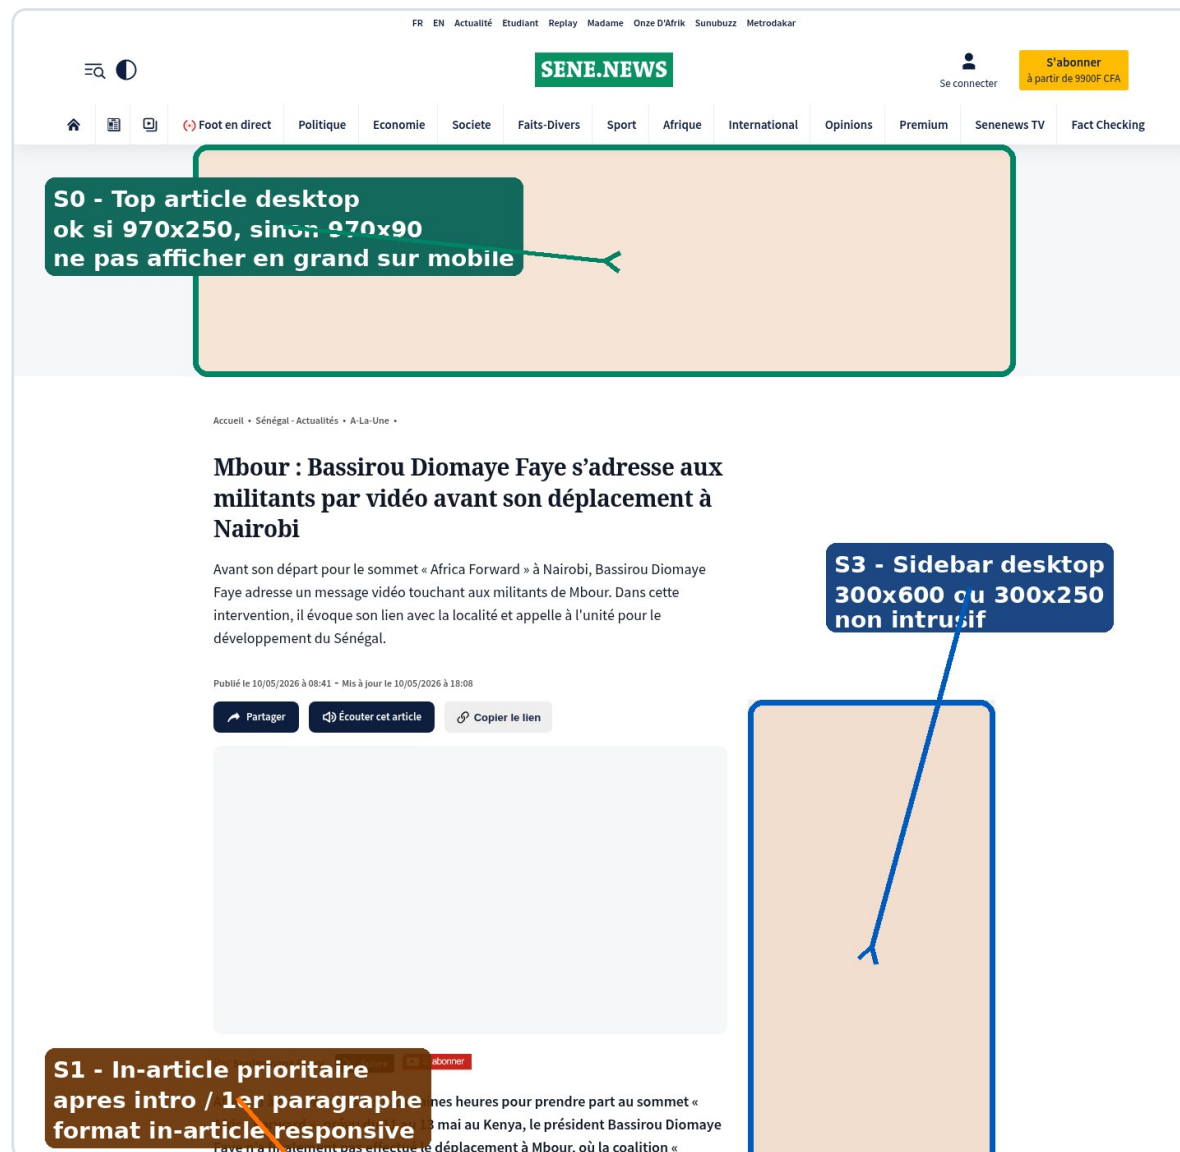 FR EN Actualité Etudiant Replay Madame Onze D'Afrik Sunubuzz Metrodakar
SENE.NEWS
Se connecter
S'abonner
à partir de 9900F CFA
Foot en direct Politique Economie Societe Faits-Divers Sport Afrique International Opinions Premium Senenews TV Fact Checking
S0 - Top article desktop
ok si 970x250, sinon 970x90
ne pas afficher en grand sur mobile
Accueil • Sénégal - Actualités • A-La-Une •
Mbour : Bassirou Diomaye Faye s’adresse aux
militants par vidéo avant son déplacement à
Nairobi
Avant son départ pour le sommet « Africa Forward » à Nairobi, Bassirou Diomaye
Faye adresse un message vidéo touchant aux militants de Mbour. Dans cette
intervention, il évoque son lien avec la localité et appelle à l'unité pour le
développement du Sénégal.
S3 - Sidebar desktop
300x600 ou 300x250
non intrusif
Publié le 10/05/2026 à 08:41 - Mis à jour le 10/05/2026 à 18:08
Partager Écouter cet article Copier le lien
abonner
S1 - In-article prioritaire
apres intro / 1er paragraphe
format in-article responsive
heures pour prendre part au sommet «
mai au Kenya, le président Bassirou Diomaye
déplacement à Mbour, où la coalition «